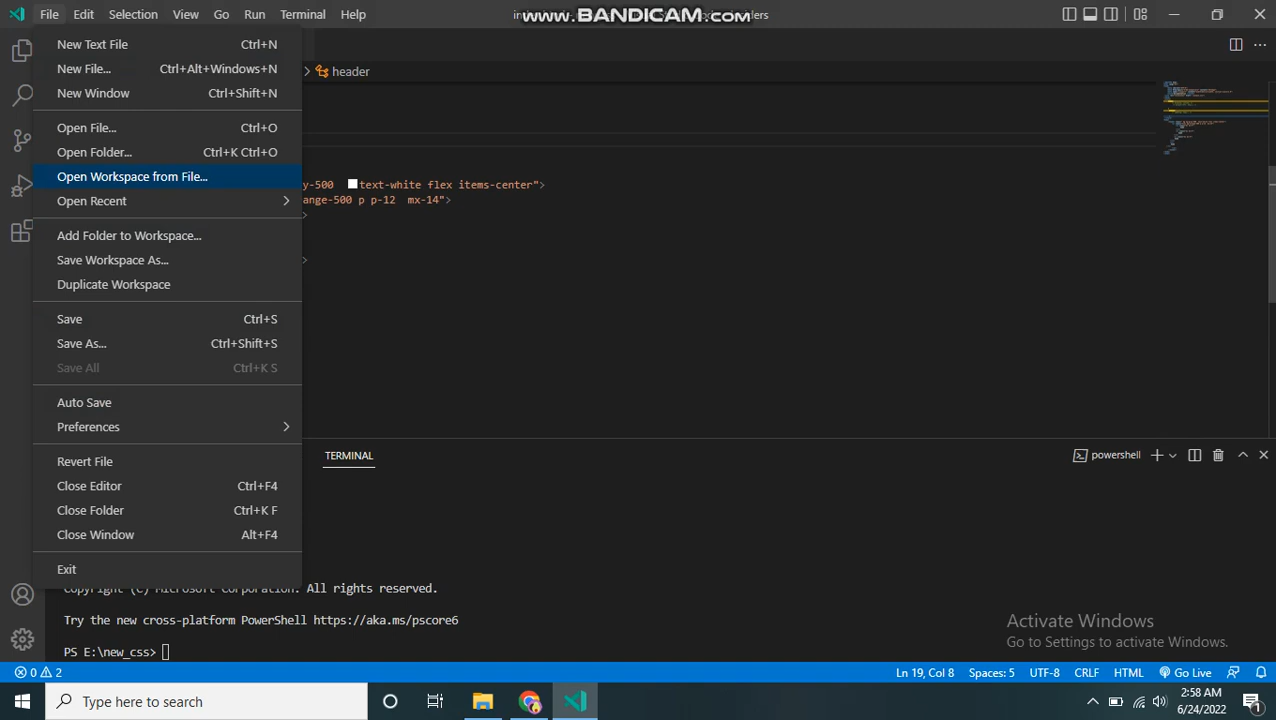 File Edit Selection View Go Run Terminal Help
www.BANDICAM.com
New Text File Ctrl+N
New File... Ctrl+Alt+Windows+N
New Window Ctrl+Shift+N
Open File... Ctrl+O
Open Folder... Ctrl+K Ctrl+O
Open Workspace from File...
Open Recent
Add Folder to Workspace...
Save Workspace As...
Duplicate Workspace
Save Ctrl+S
Save As... Ctrl+Shift+S
Save All Ctrl+K S
Auto Save
Preferences
Revert File
Close Editor Ctrl+F4
Close Folder Ctrl+K F
Close Window Alt+F4
Exit
> header
y-500 text-white flex items-center">
ange-500 p p-12 mx-14">
>
>
TERMINAL
powershell
Copyright (C) Microsoft Corporation. All rights reserved.
Try the new cross-platform PowerShell https://aka.ms/pscore6
PS E:\new_css>
Activate Windows
Go to Settings to activate Windows.
0 2 Ln 19, Col 8 Spaces: 5 UTF-8 CRLF HTML Go Live
Type here to search
2:58 AM
6/24/2022
1